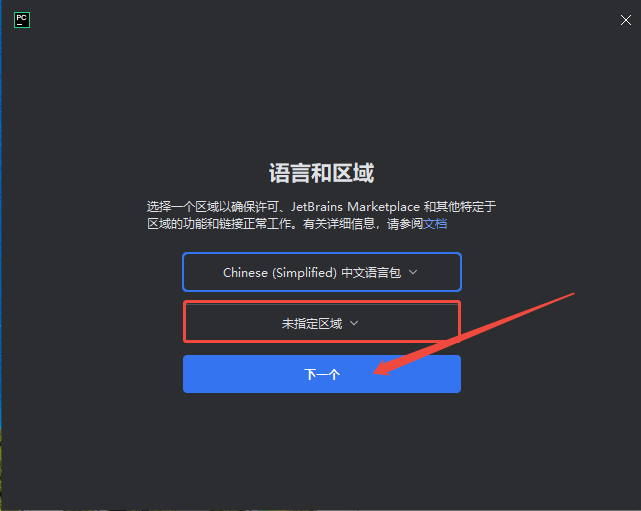 PC
语言和区域
选择一个区域以确保许可、JetBrains Marketplace 和其他特定于
区域的功能和链接正常工作。有关详细信息，请参阅文档
Chinese (Simplified) 中文语言包
未指定区域
下一个